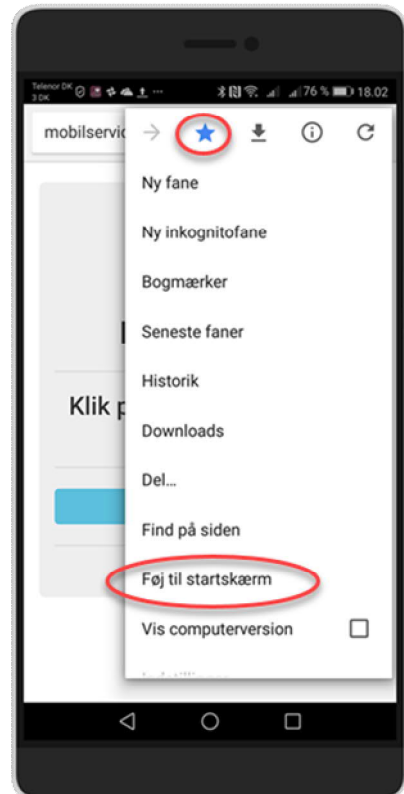 Telenor DK
3 DK
76 % 18.02
mobilservic
Ny fane
Ny inkognitofane
Bogmærker
Seneste faner
Historik
Klik p
Downloads
Del...
Find på siden
Føj til startskærm
Vis computerversion